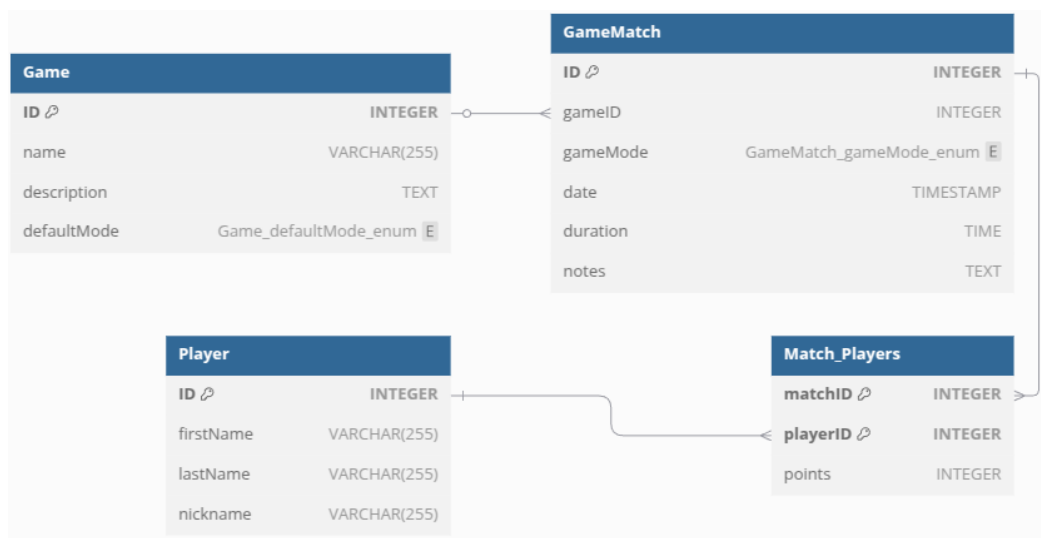 Game
ID INTEGER
name VARCHAR(255)
description TEXT
defaultMode Game_defaultMode_enum E
GameMatch
ID INTEGER
gameID INTEGER
gameMode GameMatch_gameMode_enum E
date TIMESTAMP
duration TIME
notes TEXT
Player
ID INTEGER
firstName VARCHAR(255)
lastName VARCHAR(255)
nickname VARCHAR(255)
Match_Players
matchID INTEGER
playerID INTEGER
points INTEGER